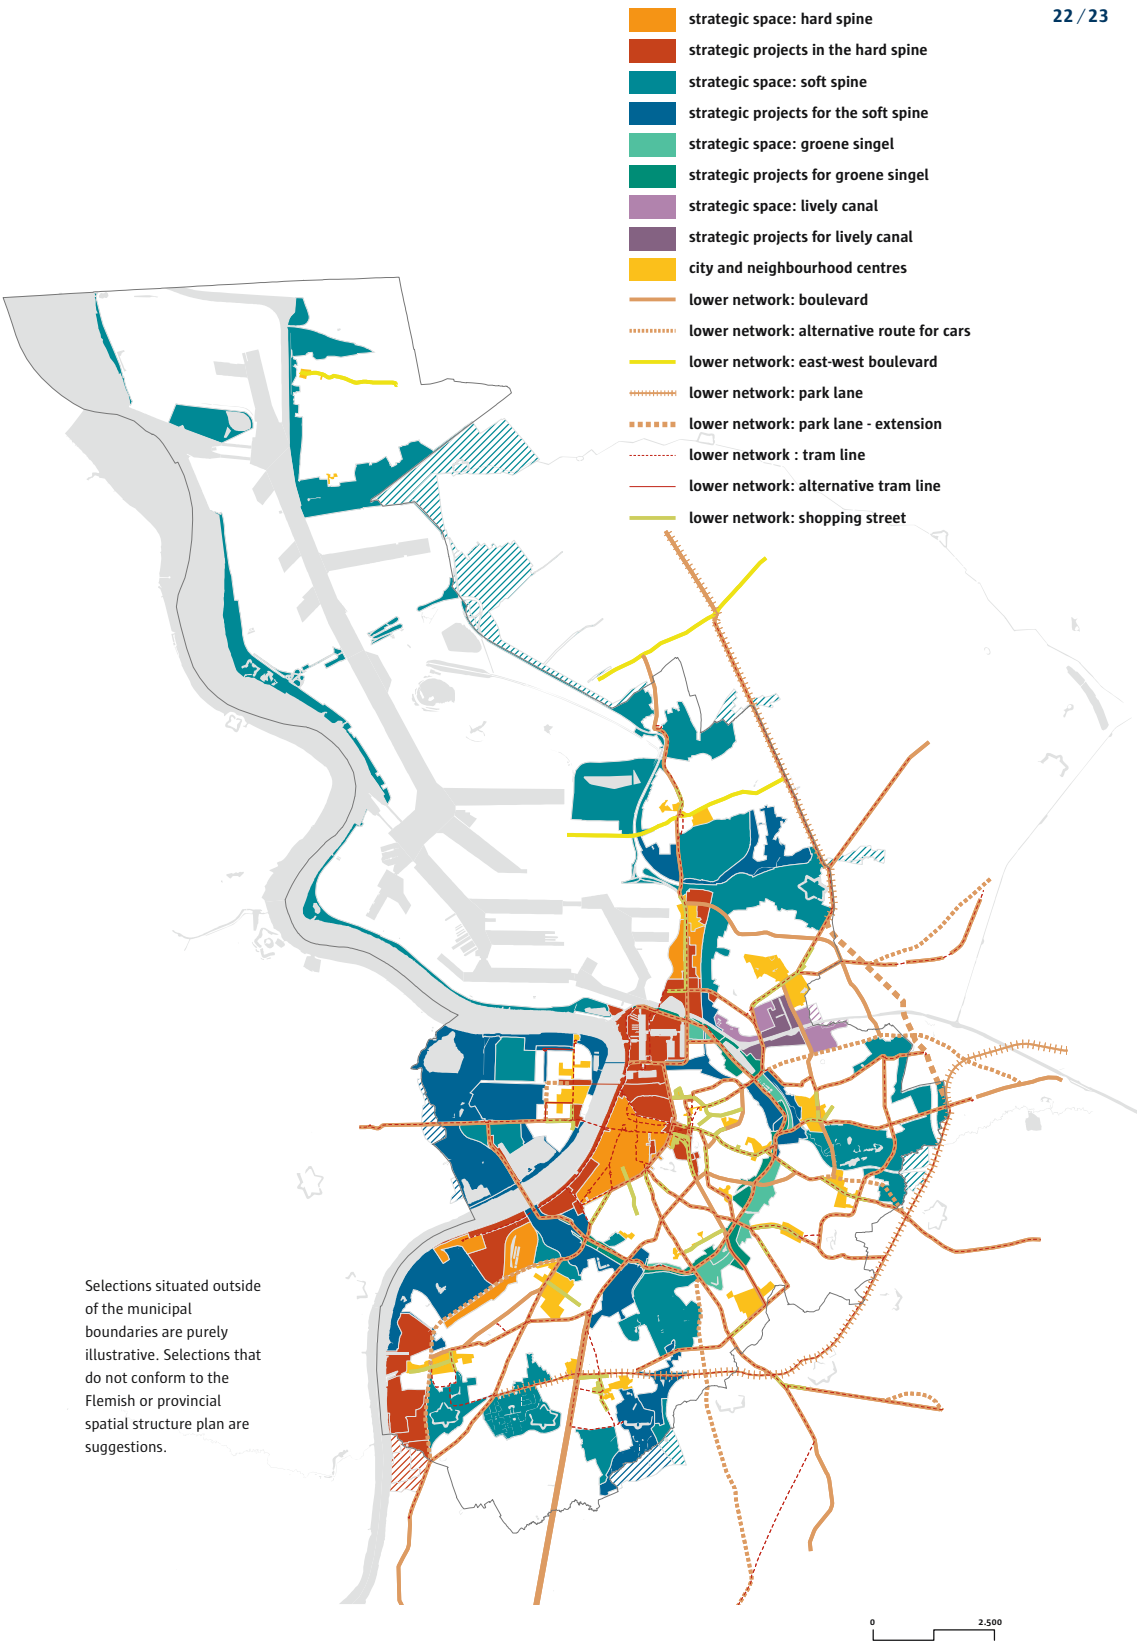 22 / 23
strategic space: hard spine
strategic projects in the hard spine
strategic space: soft spine
strategic projects for the soft spine
strategic space: groene singel
strategic projects for groene singel
strategic space: lively canal
strategic projects for lively canal
city and neighbourhood centres
lower network: boulevard
lower network: alternative route for cars
lower network: east-west boulevard
lower network: park lane
lower network: park lane - extension
lower network : tram line
lower network: alternative tram line
lower network: shopping street
Selections situated outside
of the municipal
boundaries are purely
illustrative. Selections that
do not conform to the
Flemish or provincial
spatial structure plan are
suggestions.
0 2.500